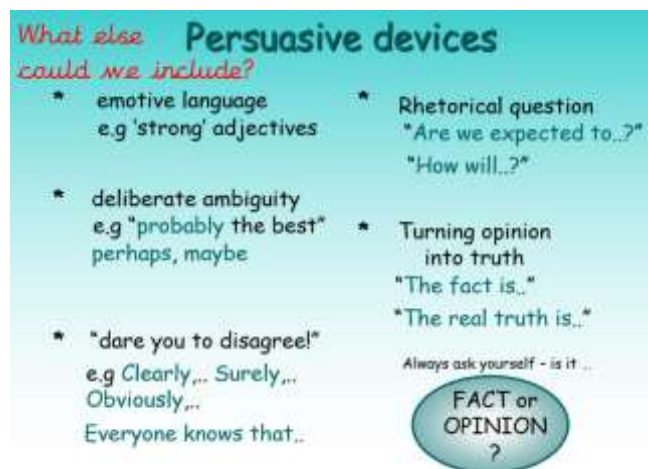 What else
could we include?
Persuasive devices
* emotive language
e.g 'strong' adjectives
* deliberate ambiguity
e.g "probably the best"
perhaps, maybe
* "dare you to disagree!"
e.g Clearly,.. Surely,..
Obviously,..
Everyone knows that..
* Rhetorical question
"Are we expected to..?"
"How will..?"
* Turning opinion
into truth
"The fact is.."
"The real truth is.."
Always ask yourself - is it ..
FACT or
OPINION
?